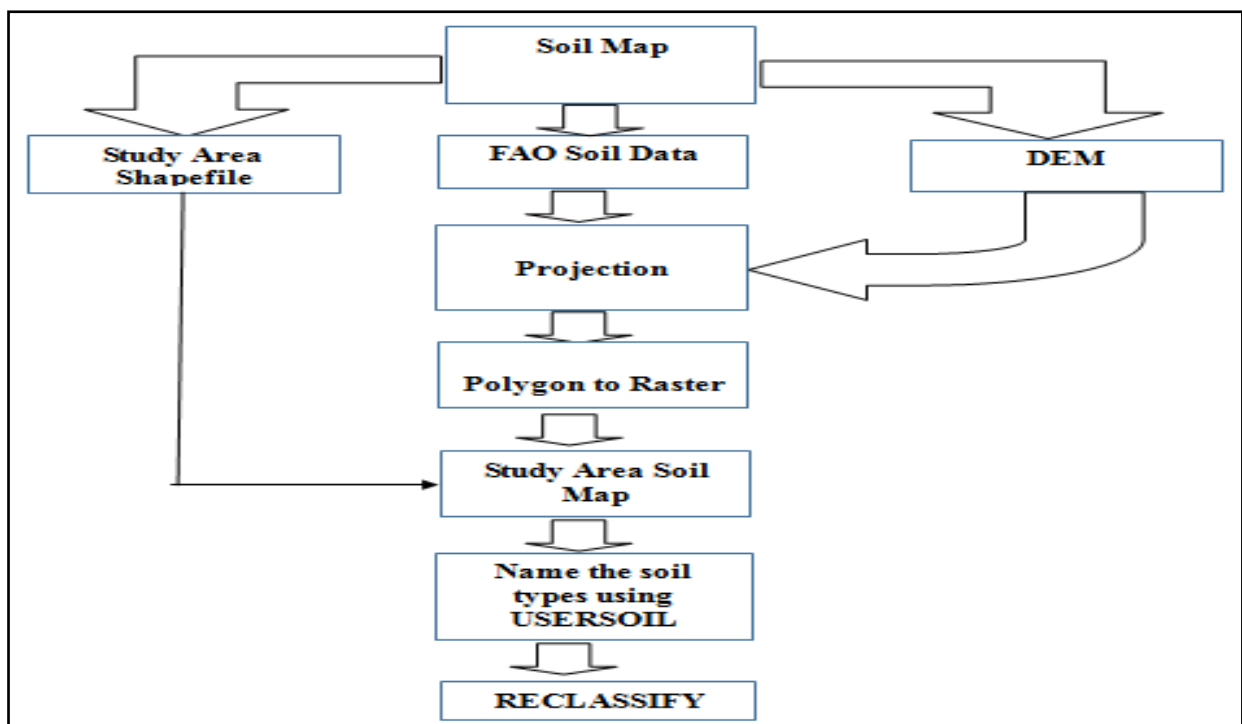 Soil Map
Study Area
Shapefile
FAO Soil Data
DEM
Projection
Polygon to Raster
Study Area Soil
Map
Name the soil
types using
USERSOIL
RECLASSIFY